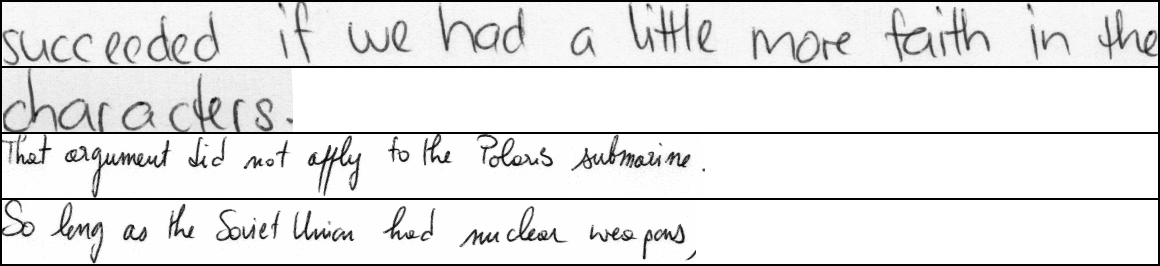 succeeded if we had a little more faith in the
characters.
That argument did not apply to the Polaris submarine.
So long as the Soviet Union had nuclear weapons,